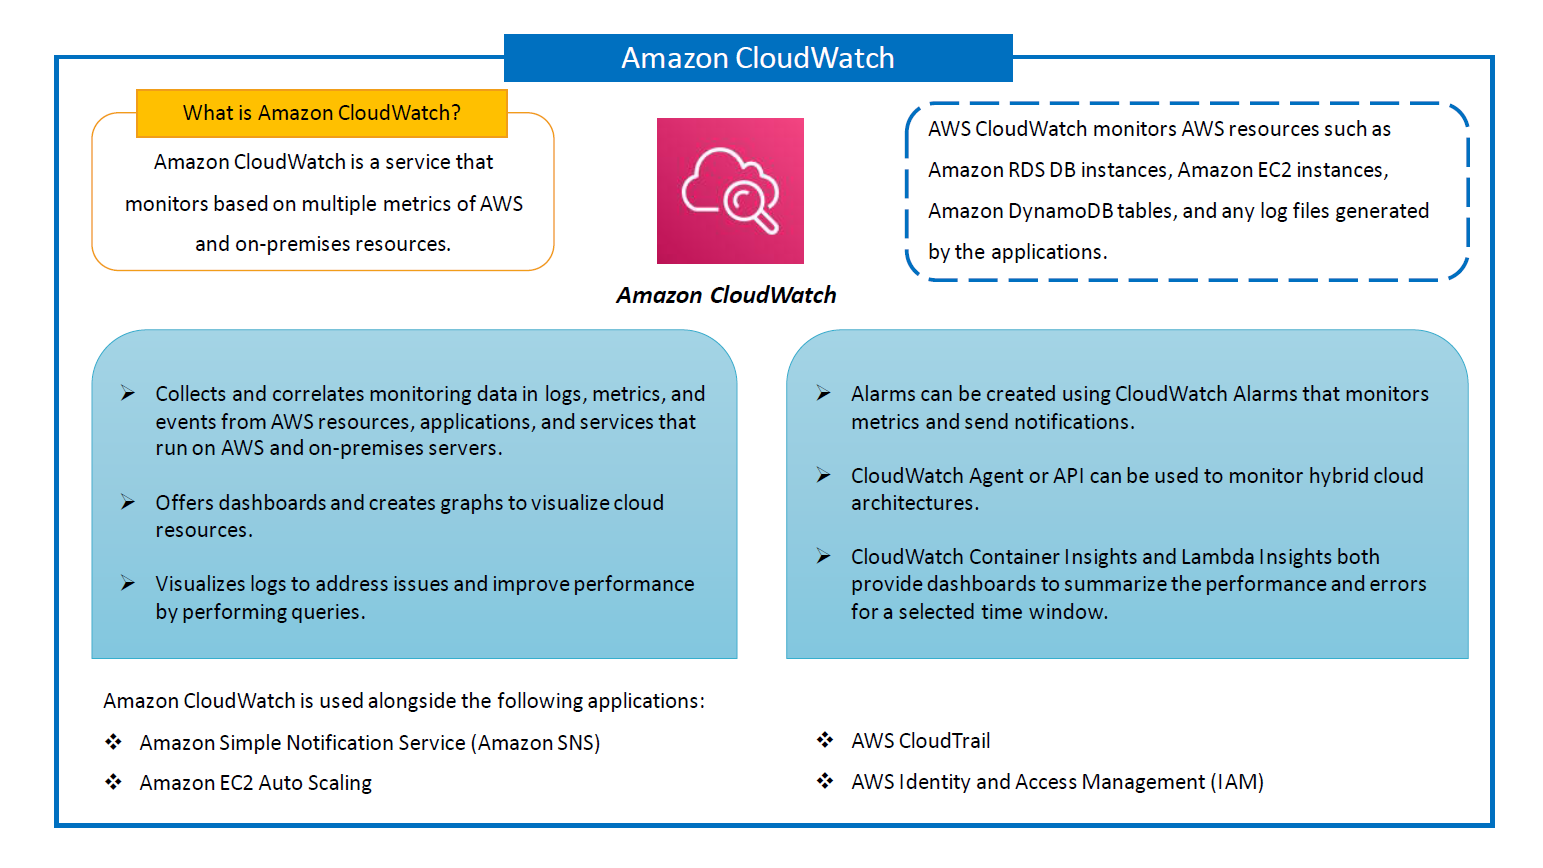 Amazon CloudWatch
What is Amazon CloudWatch?
Amazon CloudWatch is a service that
monitors based on multiple metrics of AWS
and on-premises resources.
Amazon CloudWatch
AWS CloudWatch monitors AWS resources such as
Amazon RDS DB instances, Amazon EC2 instances,
Amazon DynamoDB tables, and any log files generated
by the applications.
➢ Collects and correlates monitoring data in logs, metrics, and
events from AWS resources, applications, and services that
run on AWS and on-premises servers.
➢ Offers dashboards and creates graphs to visualize cloud
resources.
➢ Visualizes logs to address issues and improve performance
by performing queries.
➢ Alarms can be created using CloudWatch Alarms that monitors
metrics and send notifications.
➢ CloudWatch Agent or API can be used to monitor hybrid cloud
architectures.
➢ CloudWatch Container Insights and Lambda Insights both
provide dashboards to summarize the performance and errors
for a selected time window.
Amazon CloudWatch is used alongside the following applications:
❖ Amazon Simple Notification Service (Amazon SNS)
❖ Amazon EC2 Auto Scaling
❖ AWS CloudTrail
❖ AWS Identity and Access Management (IAM)